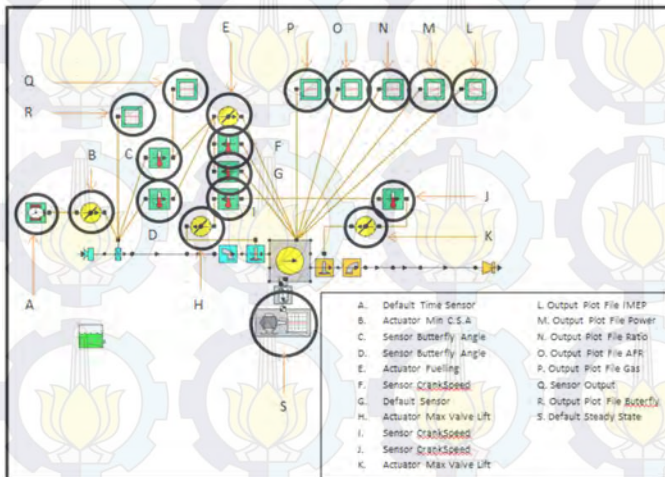 E P O N M L
Q
R
F
B C
G
J
I
K
D
A H
S
A. Default Time Sensor
B. Actuator Min C.S.A
C. Sensor Butterfly Angle
D. Sensor Butterfly Angle
E. Actuator Fuelling
F. Sensor CrankSpeed
G. Default Sensor
H. Actuator Max Valve Lift
I. Sensor CrankSpeed
J. Sensor CrankSpeed
K. Actuator Max Valve Lift
L. Output Plot File IMEP
M. Output Plot File Power
N. Output Plot File Ratio
O. Output Plot File AFR
P. Output Plot File Gas
Q. Sensor Output
R. Output Plot File Buterfly
S. Default Steady State